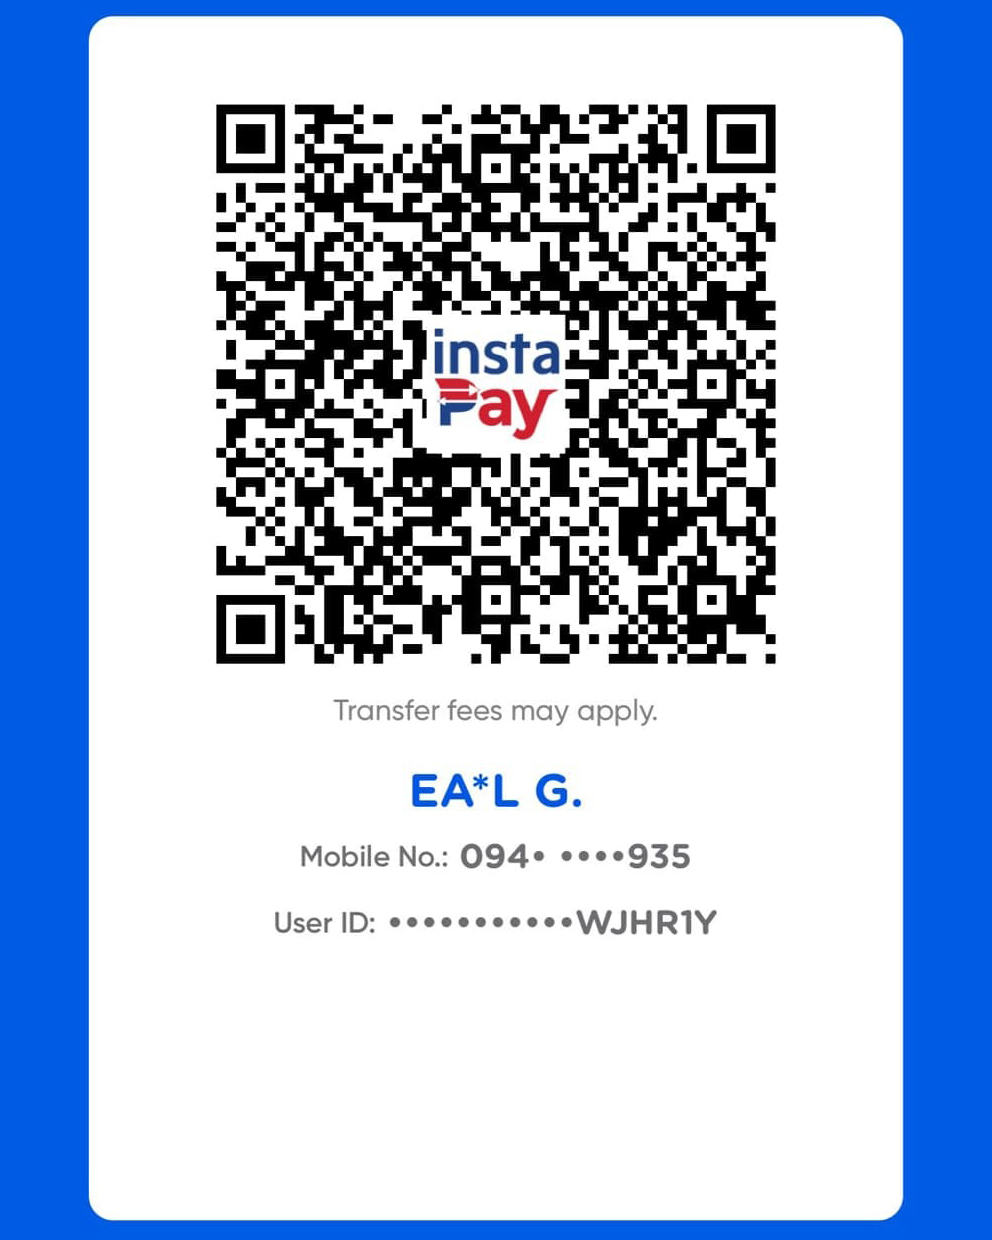 insta
Pay
Transfer fees may apply.
EA*L G.
Mobile No.: 094• ••••935
User ID: •••••••••••WJHR1Y